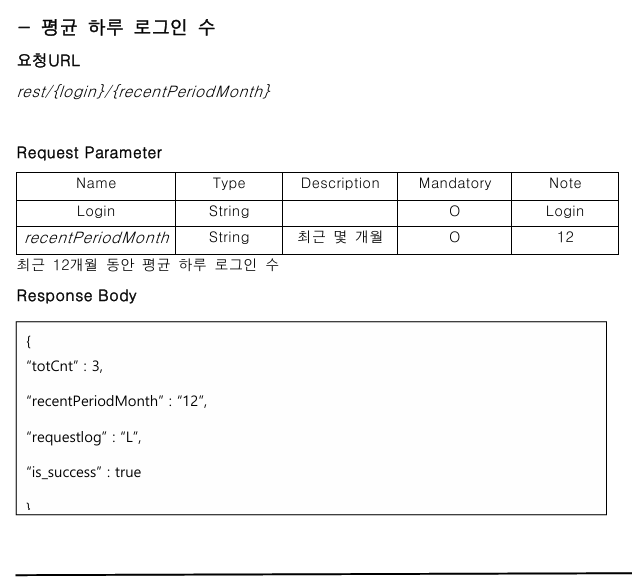 – 평균 하루 로그인 수
요청URL
rest/{login}/{recentPeriodMonth}
Request Parameter
Name Type Description Mandatory Note
Login String O Login
recentPeriodMonth String 최근 몇 개월 O 12
최근 12개월 동안 평균 하루 로그인 수
Response Body
{
“totCnt” : 3,
“recentPeriodMonth” : “12”,
“requestlog” : “L”,
“is_success” : true
}